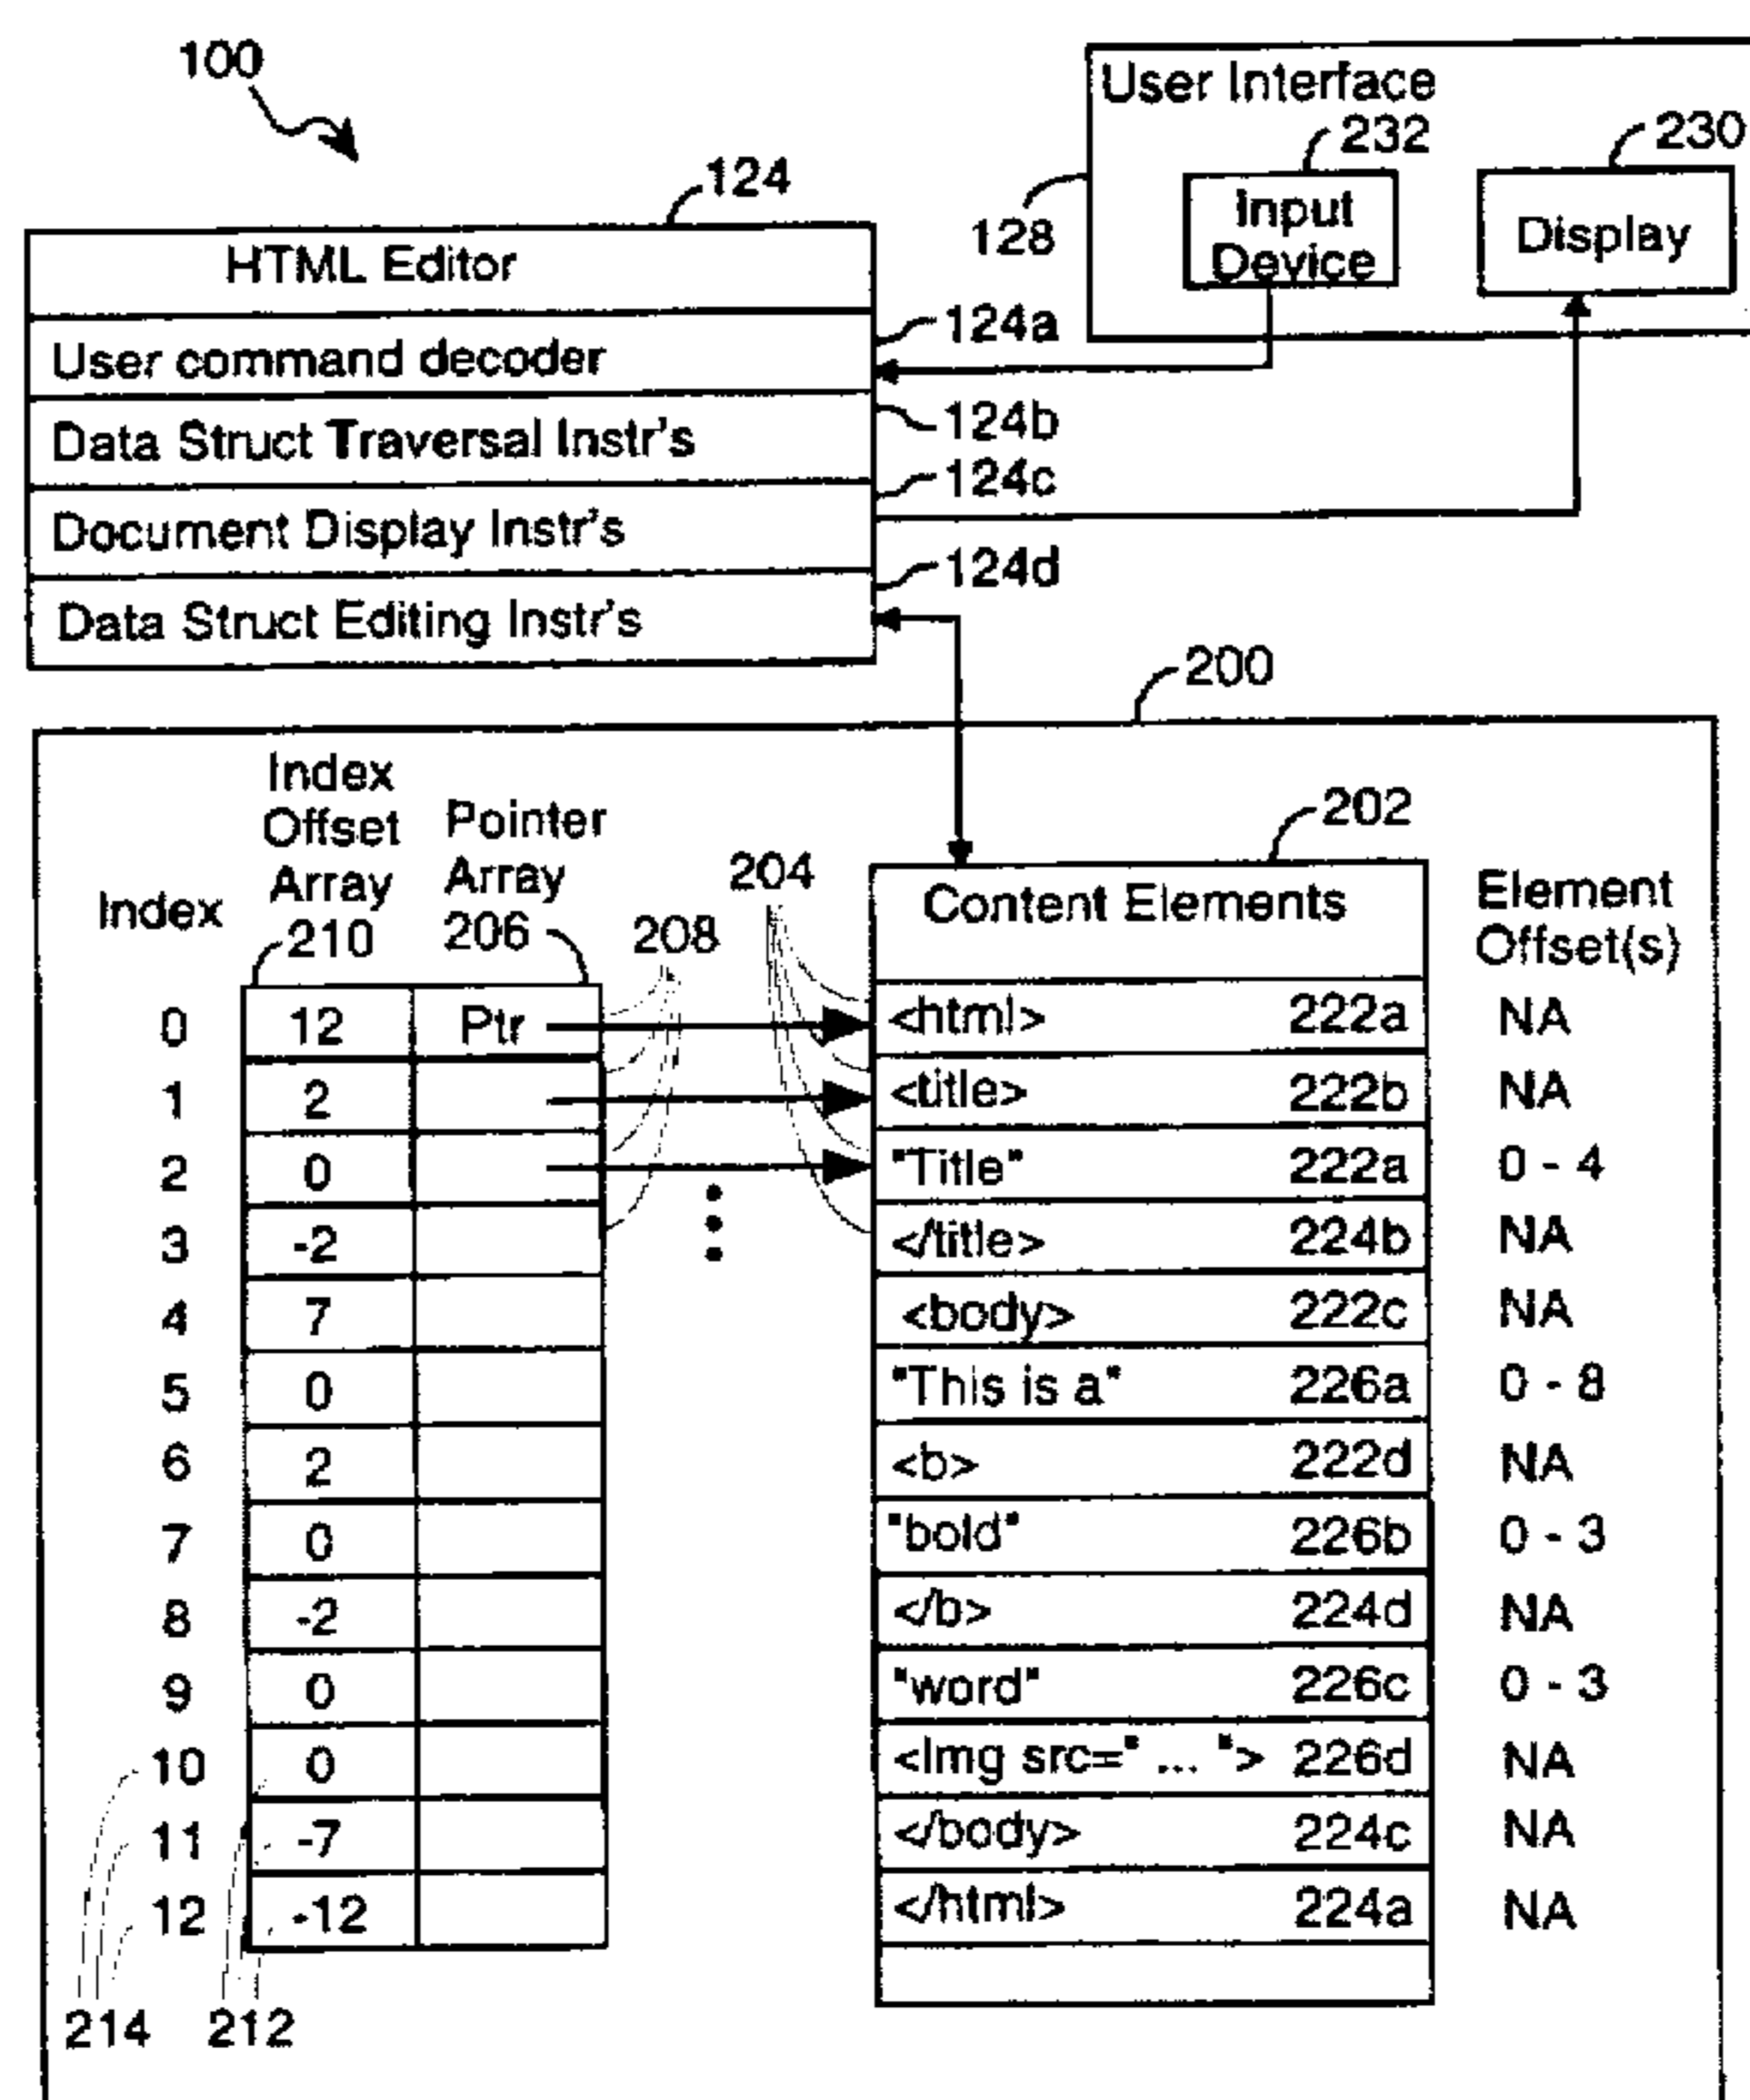 100
User Interface
232
230
Input
Device
Display
128
124
HTML Editor
User command decoder
124a
Data Struct Traversal Instr's
124b
Document Display Instr's
124c
Data Struct Editing Instr's
124d
200
Index
Index
Offset
Array
210
Pointer
Array
206
208
204
202
Content Elements
Element
Offset(s)
0 12 Ptr <html> 222a NA
1 2 <title> 222b NA
2 0 "Title" 222a 0 - 4
3 -2 </title> 224b NA
4 7 <body> 222c NA
5 0 "This is a" 226a 0 - 8
6 2 <b> 222d NA
7 0 "bold" 226b 0 - 3
8 -2 </b> 224d NA
9 0 "word" 226c 0 - 3
10 0 <Img src=" ... "> 226d NA
11 -7 </body> 224c NA
12 -12 </html> 224a NA
214 212